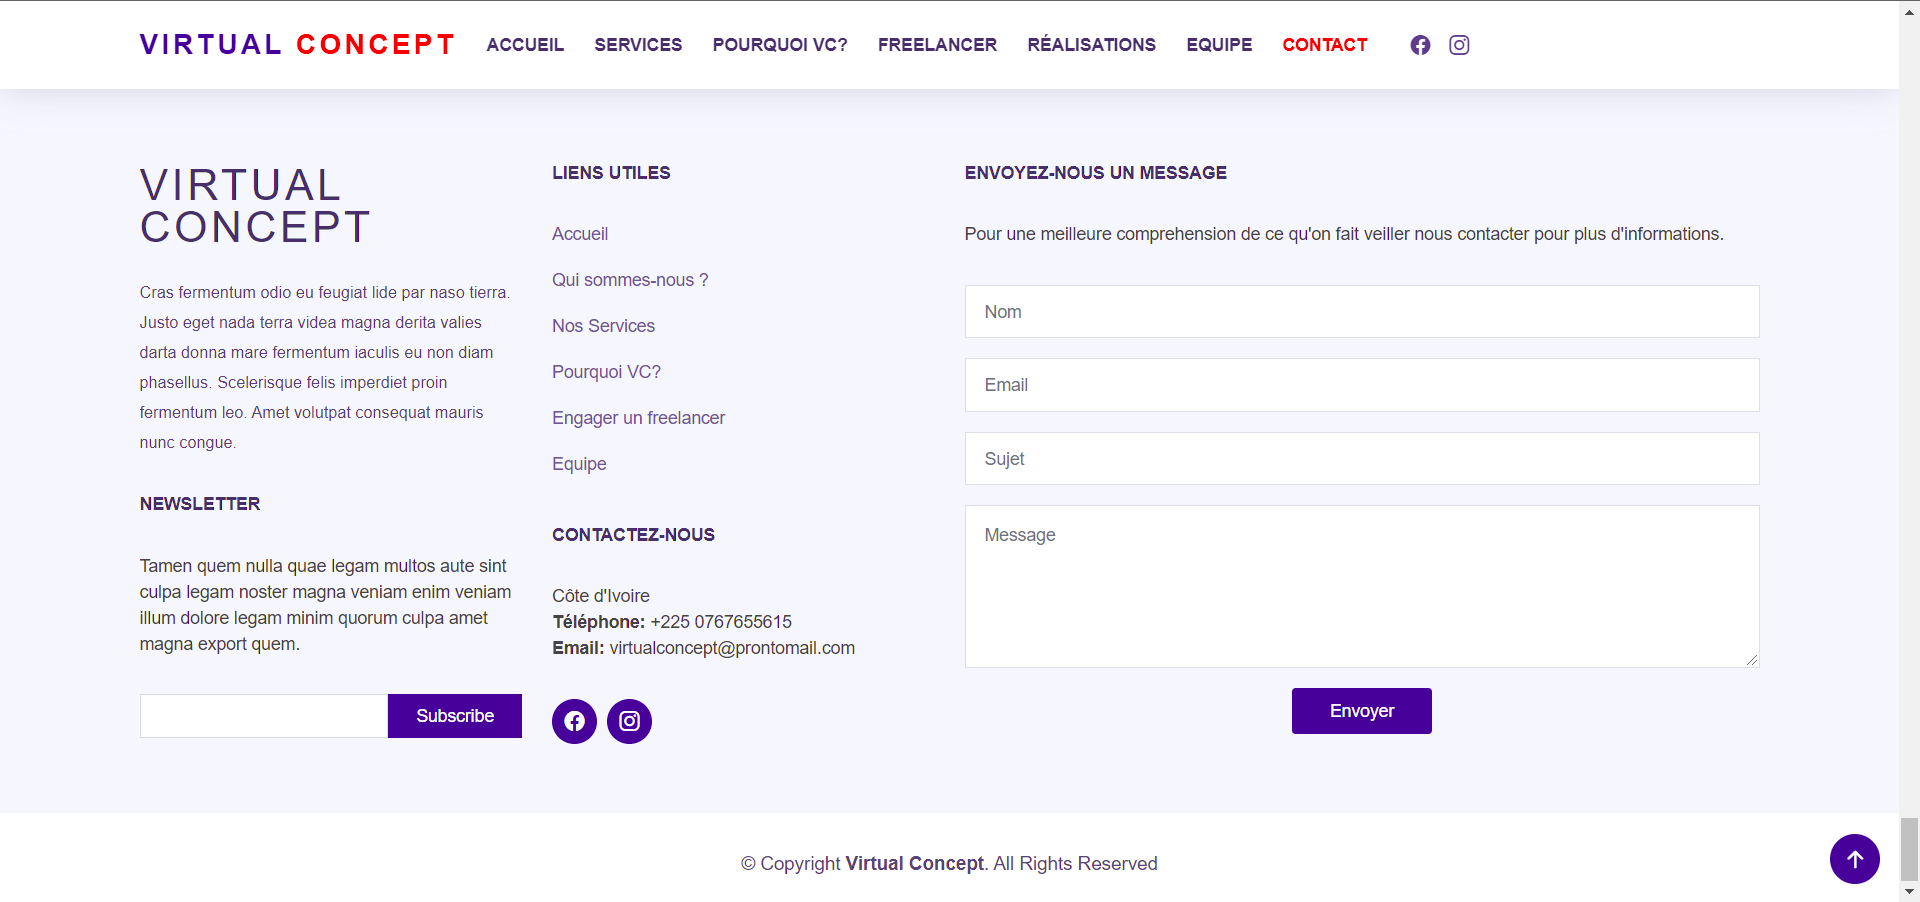 VIRTUAL CONCEPT ACCUEIL SERVICES POURQUOI VC? FREELANCER RÉALISATIONS EQUIPE CONTACT
VIRTUAL
CONCEPT
Cras fermentum odio eu feugiat lide par naso tierra.
Justo eget nada terra videa magna derita valies
darta donna mare fermentum iaculis eu non diam
phasellus. Scelerisque felis imperdiet proin
fermentum leo. Amet volutpat consequat mauris
nunc congue.
NEWSLETTER
Tamen quem nulla quae legam multos aute sint
culpa legam noster magna veniam enim veniam
illum dolore legam minim quorum culpa amet
magna export quem.
Subscribe
LIENS UTILES
Accueil
Qui sommes-nous ?
Nos Services
Pourquoi VC?
Engager un freelancer
Equipe
CONTACTEZ-NOUS
Côte d'Ivoire
Téléphone: +225 0767655615
Email: virtualconcept@prontomail.com
ENVOYEZ-NOUS UN MESSAGE
Pour une meilleure comprehension de ce qu'on fait veiller nous contacter pour plus d'informations.
Nom
Email
Sujet
Message
Envoyer
© Copyright Virtual Concept. All Rights Reserved